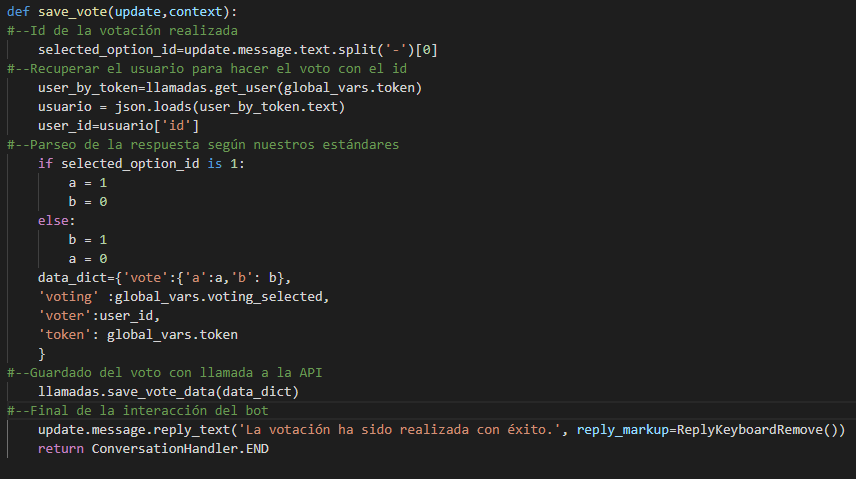 def save_vote(update,context):
#--Id de la votación realizada
    selected_option_id=update.message.text.split('-')[0]
#--Recuperar el usuario para hacer el voto con el id
    user_by_token=llamadas.get_user(global_vars.token)
    usuario = json.loads(user_by_token.text)
    user_id=usuario['id']
#--Parseo de la respuesta según nuestros estándares
    if selected_option_id is 1:
        a = 1
        b = 0
    else:
        b = 1
        a = 0
    data_dict={'vote':{'a':a,'b': b},
    'voting' :global_vars.voting_selected,
    'voter':user_id,
    'token': global_vars.token
    }
#--Guardado del voto con llamada a la API
    llamadas.save_vote_data(data_dict)
#--Final de la interacción del bot
    update.message.reply_text('La votación ha sido realizada con éxito.', reply_markup=ReplyKeyboardRemove())
    return ConversationHandler.END